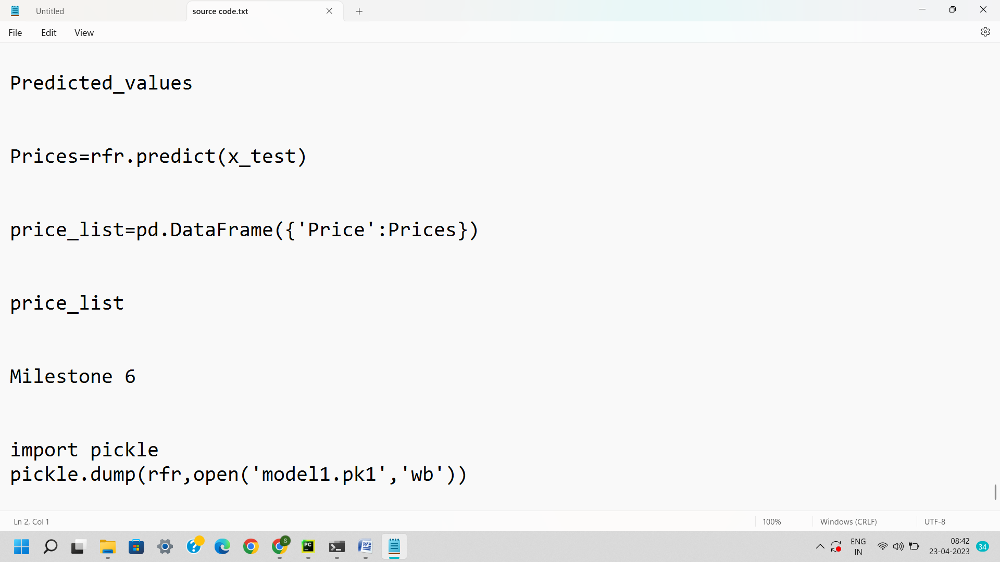 Untitled
source code.txt
File Edit View
Predicted_values
Prices=rfr.predict(x_test)
price_list=pd.DataFrame({'Price':Prices})
price_list
Milestone 6
import pickle
pickle.dump(rfr,open('model1.pk1','wb'))
Ln 2, Col 1
100%
Windows (CRLF)
UTF-8
S
PC
W
ENG
IN
08:42
23-04-2023
34